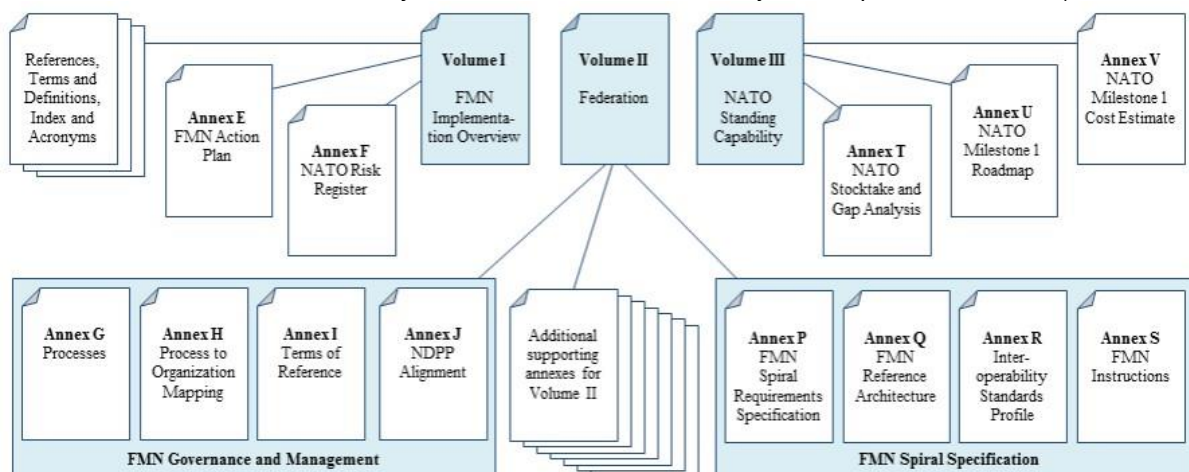 References,
Terms and
Definitions,
Index and
Acronyms
Annex E
FMN Action
Plan
Annex F
NATO Risk
Register
Volume I
FMN
Implementa-
tion Overview
Volume II
Federation
Volume III
NATO
Standing
Capability
Annex T
NATO
Stocktake and
Gap Analysis
Annex U
NATO
Milestone 1
Roadmap
Annex V
NATO
Milestone 1
Cost Estimate
Annex G
Processes
Annex H
Process to
Organization
Mapping
Annex I
Terms of
Reference
Annex J
NDPP
Alignment
FMN Governance and Management
Additional
supporting
annexes for
Volume II
Annex P
FMN
Spiral
Requirements
Specification
Annex Q
FMN
Reference
Architecture
Annex R
Inter-
operability
Standards
Profile
Annex S
FMN
Instructions
FMN Spiral Specification